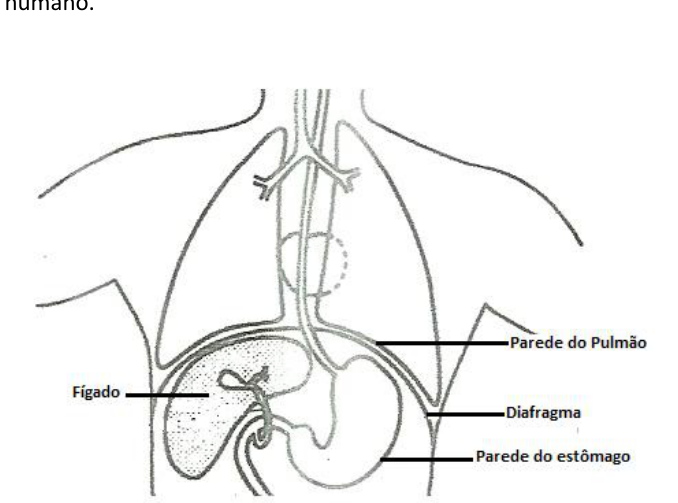 humano.
Parede do Pulmão
Fígado
Diafragma
Parede do estômago